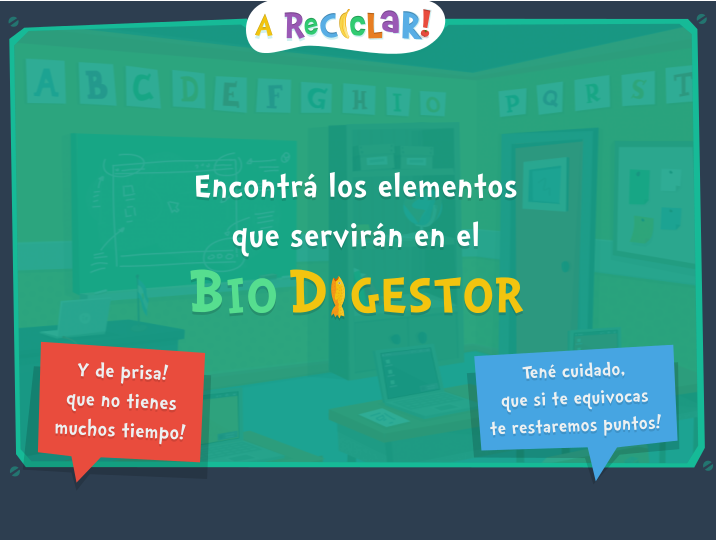 A ReCiCLaR!
A B C D E F G H I O P Q R S T
Encontrá los elementos
que servirán en el
BIO DIGESTOR
Y de prisa!
que no tienes
muchos tiempo!
Tené cuidado,
que si te equivocas
te restaremos puntos!